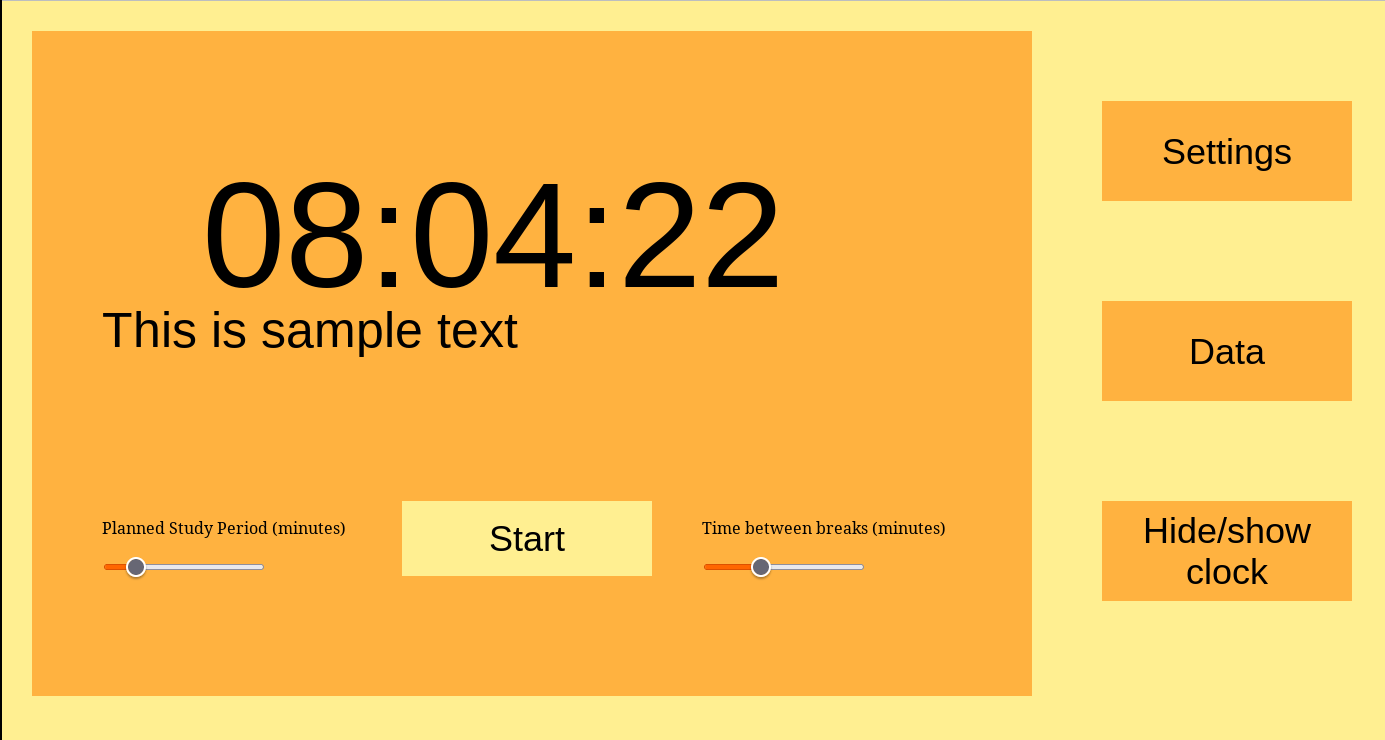 08:04:22
This is sample text
Planned Study Period (minutes)
Start
Time between breaks (minutes)
Settings
Data
Hide/show
clock